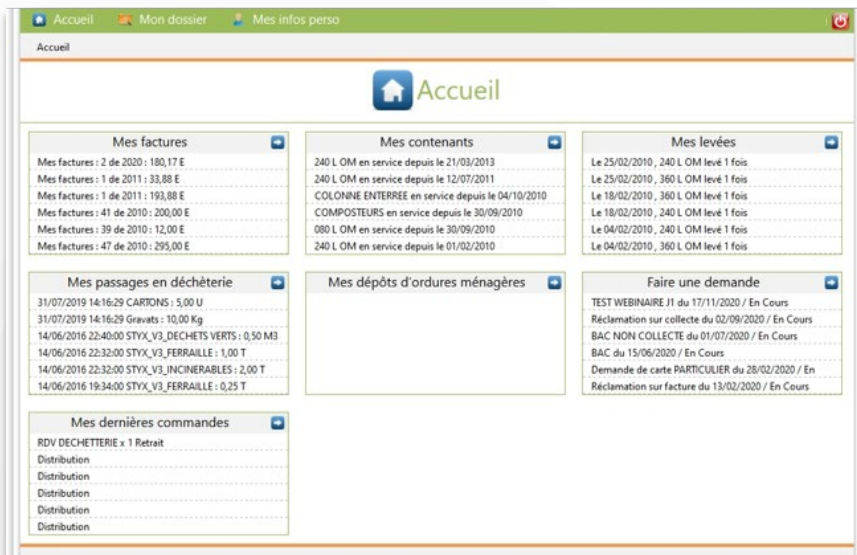 Accueil Mon dossier Mes infos perso
Accueil
Accueil
Mes factures
Mes factures : 2 de 2020 : 180,17 E
Mes factures : 1 de 2011 : 33,88 E
Mes factures : 1 de 2011 : 193,88 E
Mes factures : 41 de 2010 : 200,00 E
Mes factures : 39 de 2010 : 12,00 E
Mes factures : 47 de 2010 : 295,00 E
Mes contenants
240 L OM en service depuis le 21/03/2013
240 L OM en service depuis le 12/07/2011
COLONNE ENTERREE en service depuis le 04/10/2010
COMPOSTEURS en service depuis le 30/09/2010
080 L OM en service depuis le 30/09/2010
240 L OM en service depuis le 01/02/2010
Mes levées
Le 25/02/2010 , 240 L OM levé 1 fois
Le 25/02/2010 , 360 L OM levé 1 fois
Le 18/02/2010 , 360 L OM levé 1 fois
Le 18/02/2010 , 240 L OM levé 1 fois
Le 04/02/2010 , 240 L OM levé 1 fois
Le 04/02/2010 , 360 L OM levé 1 fois
Mes passages en déchèterie
31/07/2019 14:16:29 CARTONS : 5,00 U
31/07/2019 14:16:29 Gravats : 10,00 Kg
14/06/2016 22:40:00 STYX_V3_DECHETS VERTS : 0,50 M3
14/06/2016 22:32:00 STYX_V3_FERRAILLE : 1,00 T
14/06/2016 22:32:00 STYX_V3_INCINERABLES : 2,00 T
14/06/2016 19:34:00 STYX_V3_FERRAILLE : 0,25 T
Mes dépôts d'ordures ménagères
Faire une demande
TEST WEBINAIRE J1 du 17/11/2020 / En Cours
Réclamation sur collecte du 02/09/2020 / En Cours
BAC NON COLLECTE du 01/07/2020 / En Cours
BAC du 15/06/2020 / En Cours
Demande de carte PARTICULIER du 28/02/2020 / En
Réclamation sur facture du 13/02/2020 / En Cours
Mes dernières commandes
RDV DECHETTERIE x 1 Retrait
Distribution
Distribution
Distribution
Distribution
Distribution